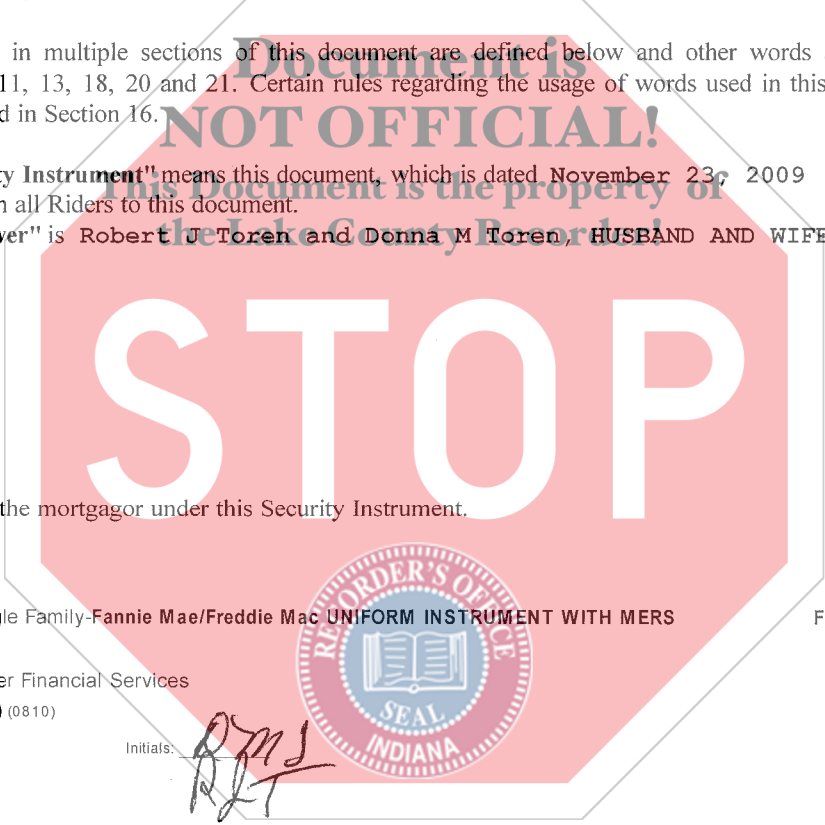 in multiple sections of this document are defined below and other words
11, 13, 18, 20 and 21. Certain rules regarding the usage of words used in this
d in Section 16.
Document is
NOT OFFICIAL!
This Document is the property of
the Lake County Recorder!
ty Instrument" means this document, which is dated November 23, 2009
n all Riders to this document.
wer" is Robert J Toren and Donna M Toren, HUSBAND AND WIFE
STOP
the mortgagor under this Security Instrument.
gle Family-Fannie Mae/Freddie Mac UNIFORM INSTRUMENT WITH MERS F
er Financial Services
) (0810)
RECORDER'S OFFICE
SEAL
INDIANA
Initials:
RJT